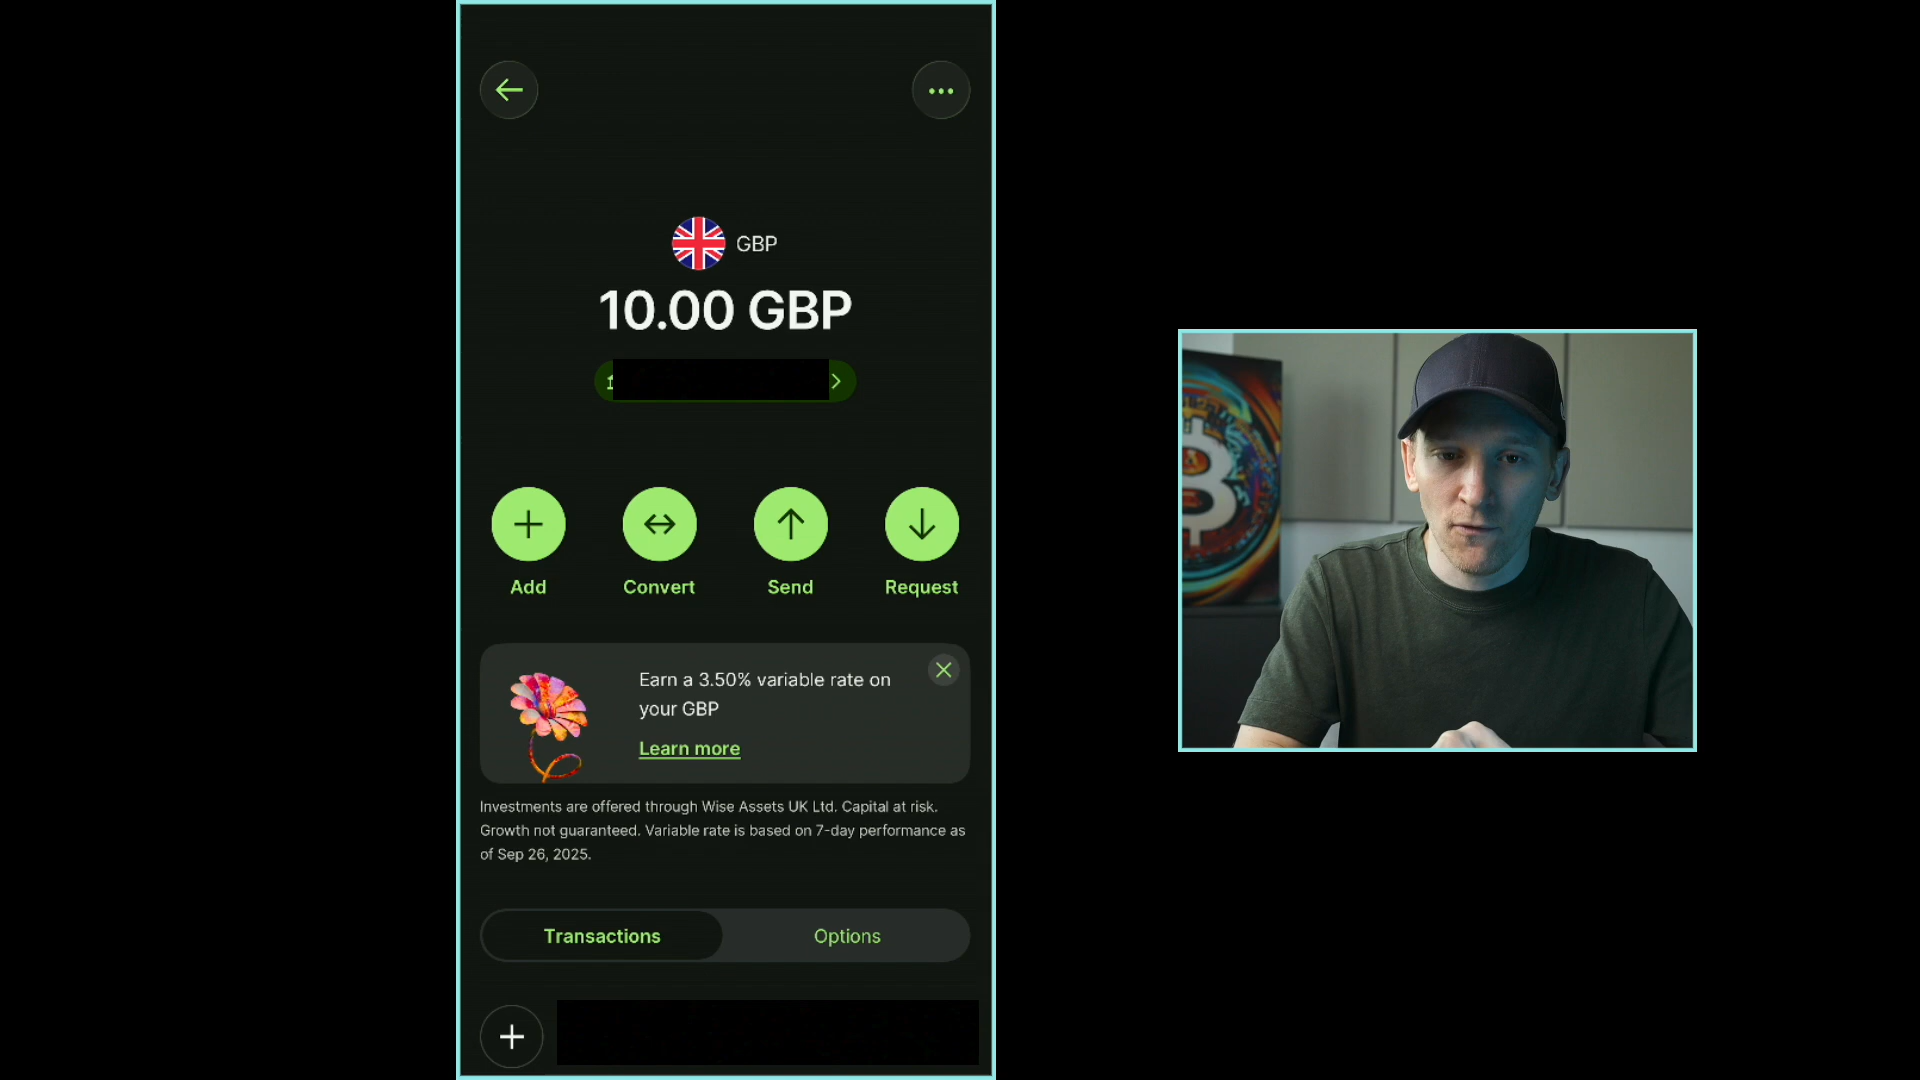 GBP
10.00 GBP
Add
Convert
Send
Request
Earn a 3.50% variable rate on
your GBP
Learn more
Investments are offered through Wise Assets UK Ltd. Capital at risk.
Growth not guaranteed. Variable rate is based on 7-day performance as
of Sep 26, 2025.
Transactions
Options